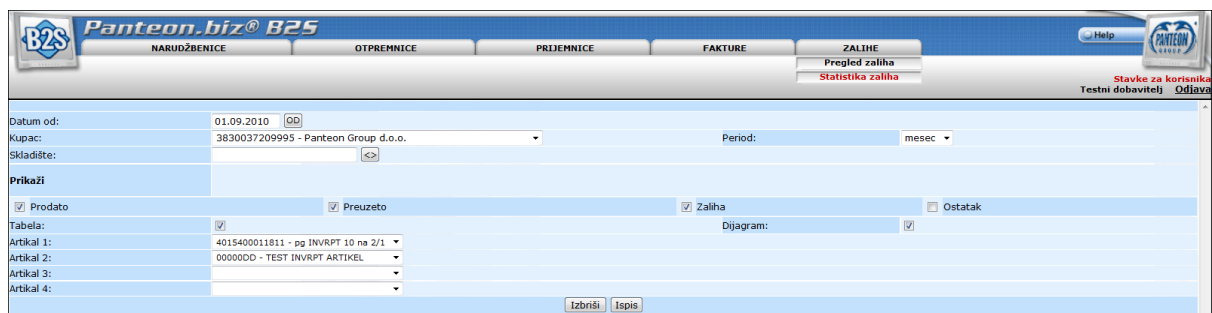 B2S Panteon.biz® B2S
Help
PANTEON GROUP
NARUDŽBENICE OTPREMNICE PRIJEMNICE FAKTURE ZALIHE
Pregled zaliha
Statistika zaliha
Stavke za korisnika
Testni dobavitelj Odjava
Datum od: 01.09.2010 OD
Kupac: 3830037209995 - Panteon Group d.o.o. Period: mesec
Skladište: <>
Prikaži
Prodato Preuzeto Zaliha Ostatak
Tabela: Dijagram:
Artikal 1: 4015400011811 - pg INVRPT 10 na 2/1
Artikal 2: 00000DD - TEST INVRPT ARTIKEL
Artikal 3:
Artikal 4:
Izbriši Ispis